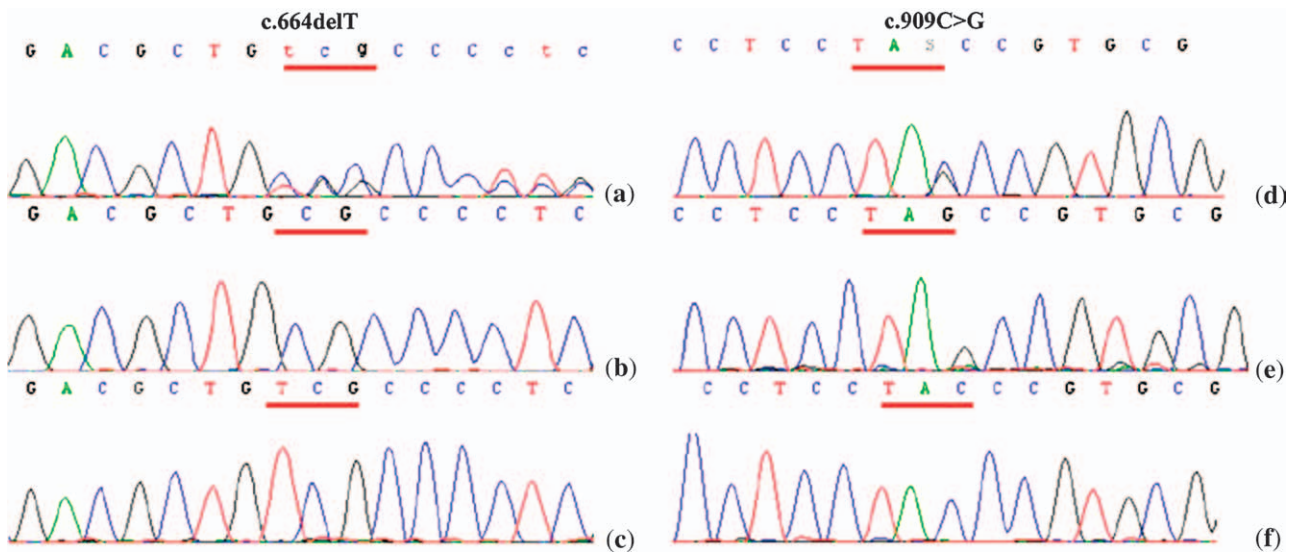 c.664delT
G A C G C T G t c g C C C c t c
(a)
G A C G C T G C G C C C C T C
(b)
G A C G C T G T C G C C C C T C
(c)
c.909C>G
C C T C C T A S C C G T G C G
(d)
C C T C C T A G C C G T G C G
(e)
C C T C C T A C C C G T G C G
(f)